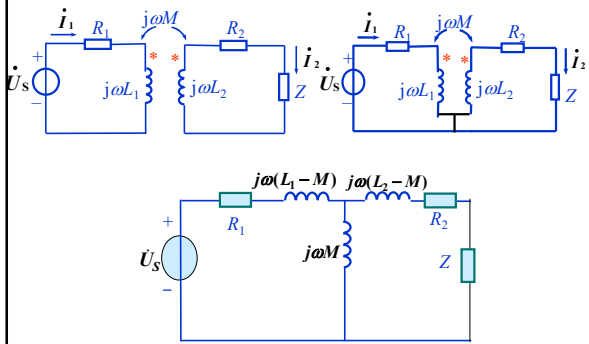 jωM jωM
İ₁ R₁ R₂ İ₁ R₁ R₂
+ * * İ₂ + * * İ₂
U̇S jωL₁ jωL₂ Z U̇S jωL₁ jωL₂ Z
− −
jω(L₁−M) jω(L₂−M)
+ R₁ R₂
U̇S jωM Z
−